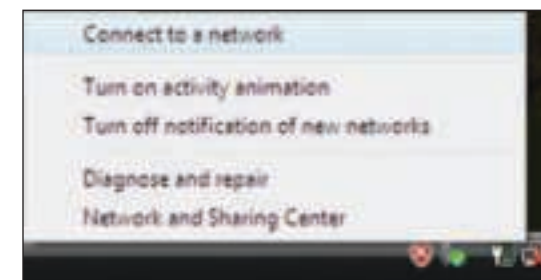 Connect to a network
Turn on activity animation
Turn off notification of new networks
Diagnose and repair
Network and Sharing Center